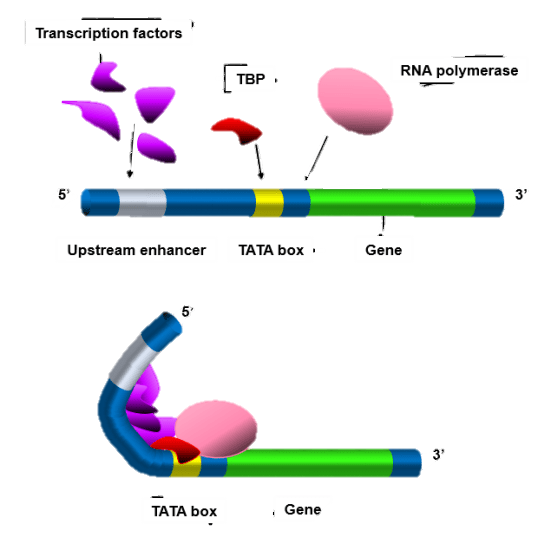 Transcription factors
TBP
RNA polymerase
5’
3’
Upstream enhancer
TATA box
Gene
5’
3’
TATA box
Gene